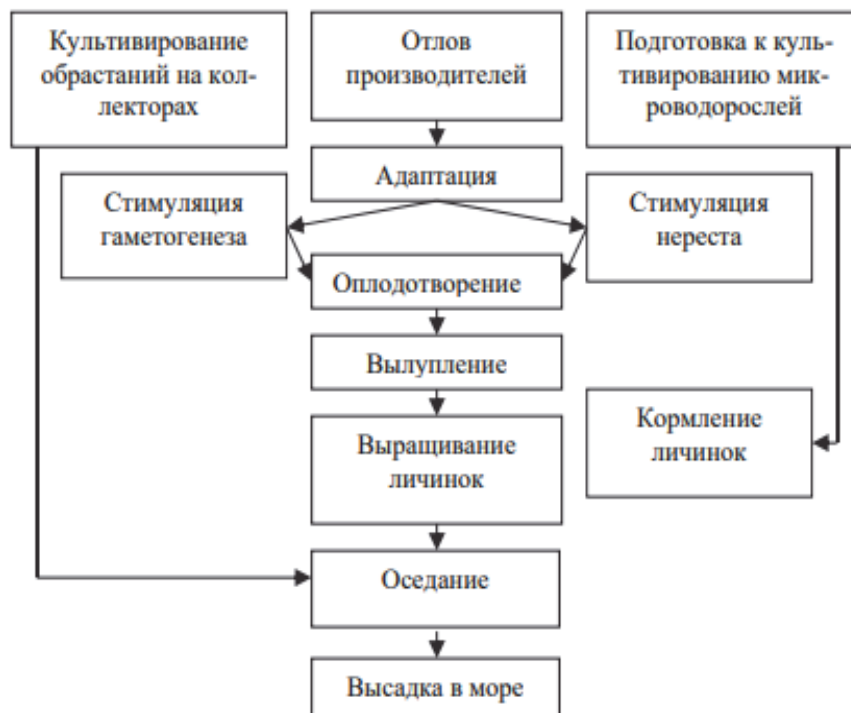 Культивирование
обрастаний на кол-
лекторах
Отлов
производителей
Подготовка к куль-
тивированию мик-
роводорослей
Адаптация
Стимуляция
гаметогенеза
Стимуляция
нереста
Оплодотворение
Вылупление
Выращивание
личинок
Кормление
личинок
Оседание
Высадка в море